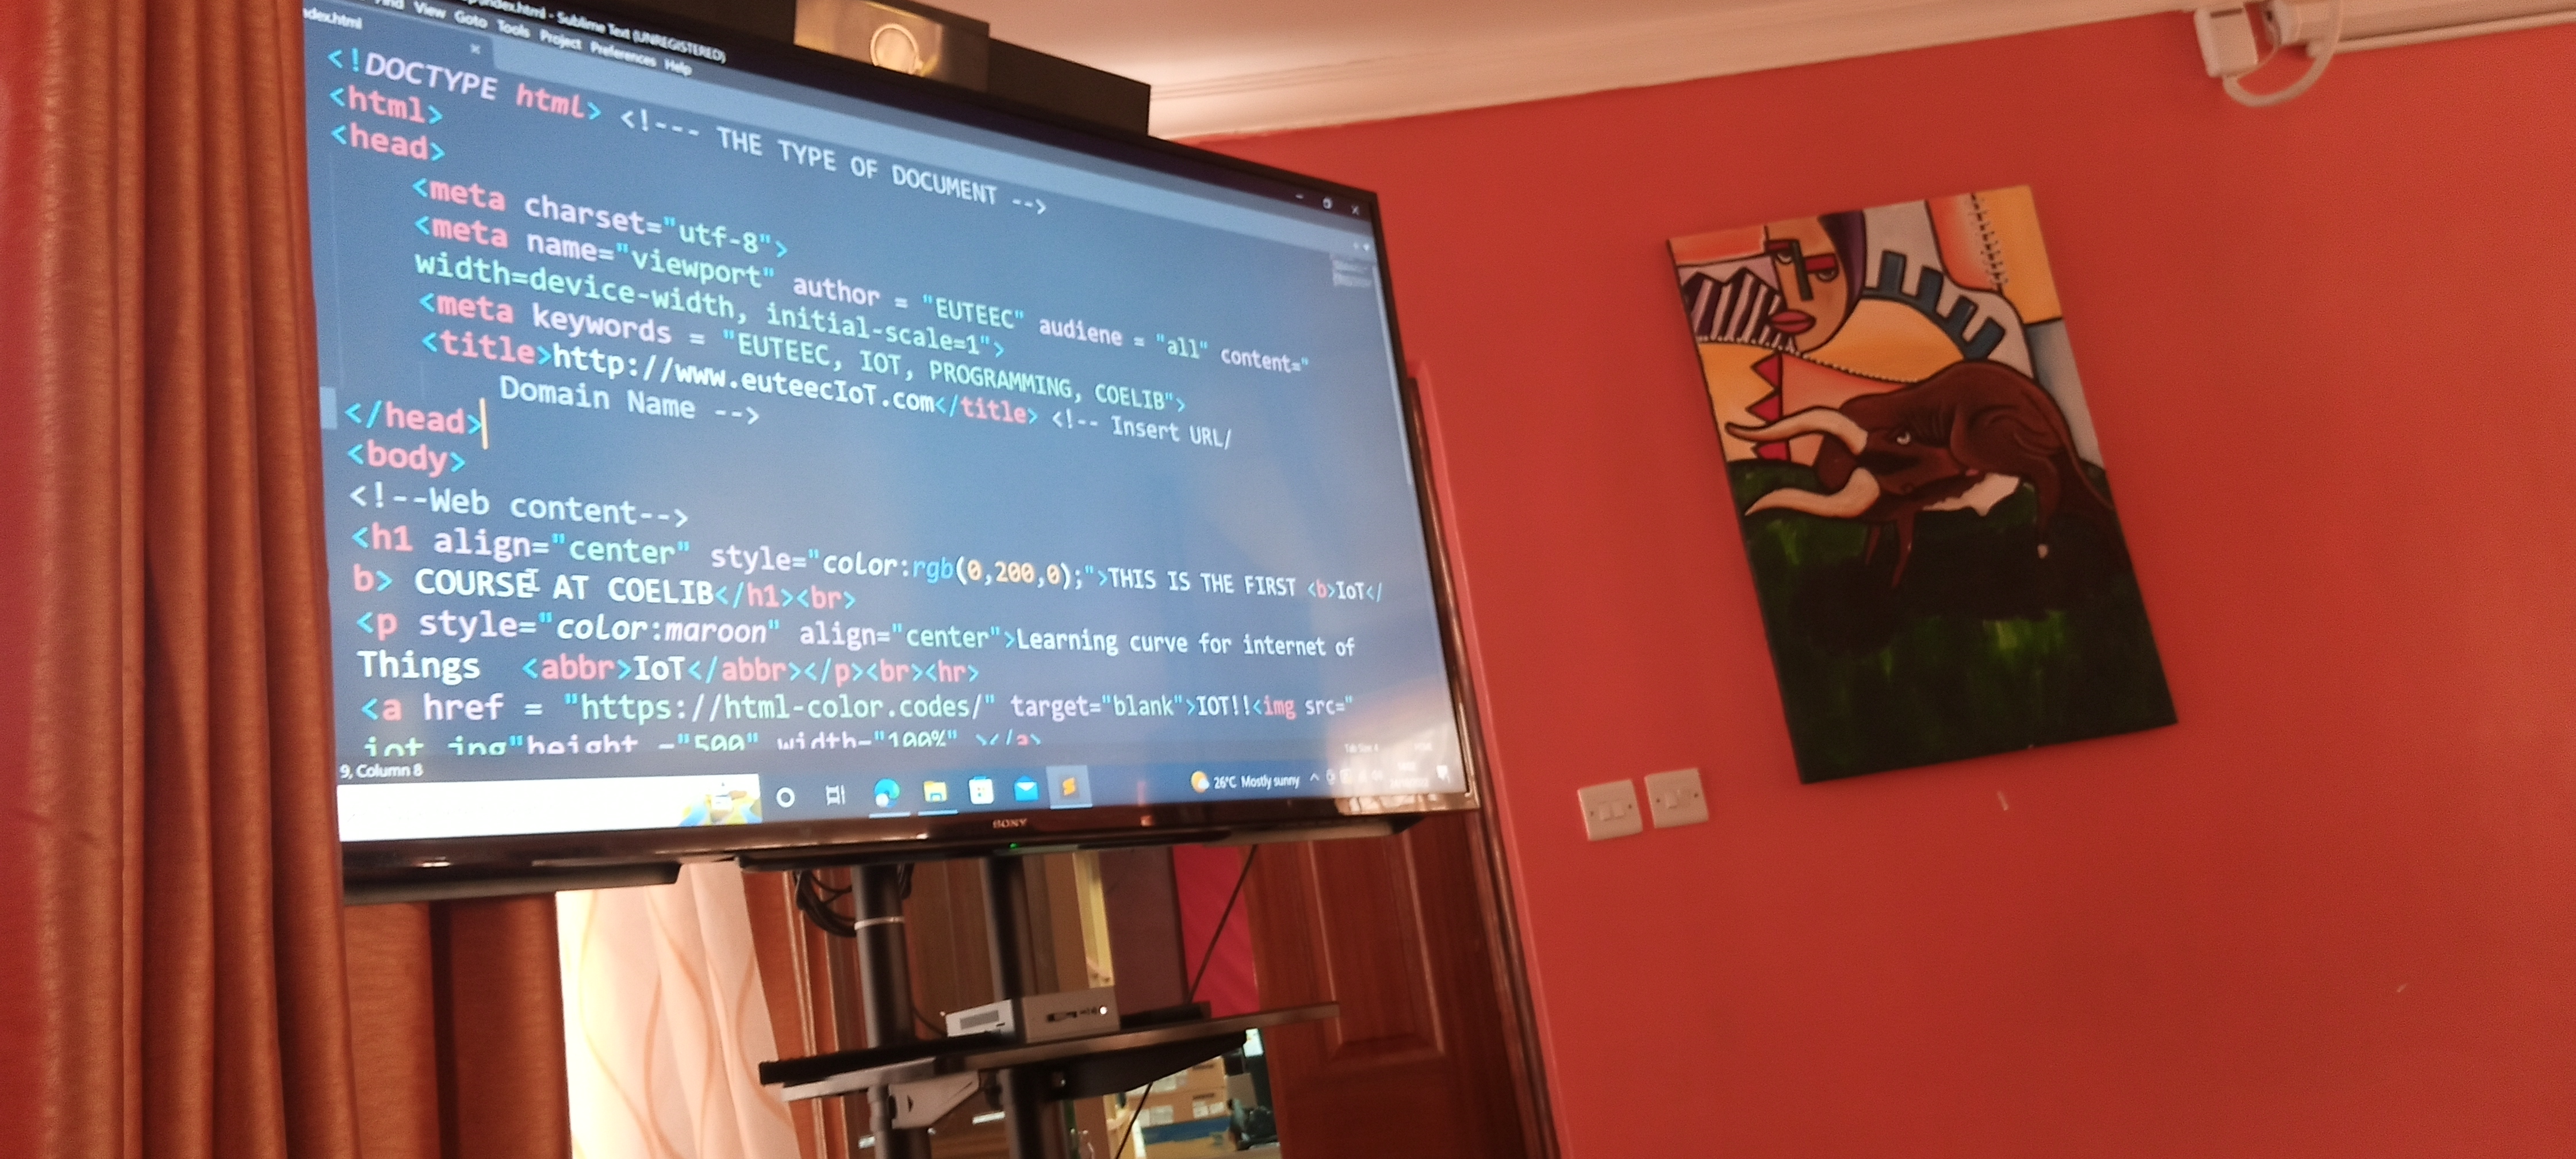 index.html - Sublime Text (UNREGISTERED)
Find View Goto Tools Project Preferences Help
index.html
<!DOCTYPE html> <!--- THE TYPE OF DOCUMENT -->
<html>
<head>
<meta charset="utf-8">
<meta name="viewport" author = "EUTEEC" audiene = "all" content="
width=device-width, initial-scale=1">
<meta keywords = "EUTEEC, IOT, PROGRAMMING, COELIB">
<title>http://www.euteecIoT.com</title> <!-- Insert URL/
Domain Name -->
</head>
<body>
<!--Web content-->
<h1 align="center" style="color:rgb(0,200,0);">THIS IS THE FIRST <b>IoT</
b> COURSE AT COELIB</h1><br>
<p style="color:maroon" align="center">Learning curve for internet of
Things <abbr>IoT</abbr></p><br><hr>
<a href = "https://html-color.codes/" target="blank">IOT!!<img src="
height ="500" width="100%" ></a>
9, Column 8
26°C Mostly sunny
SONY